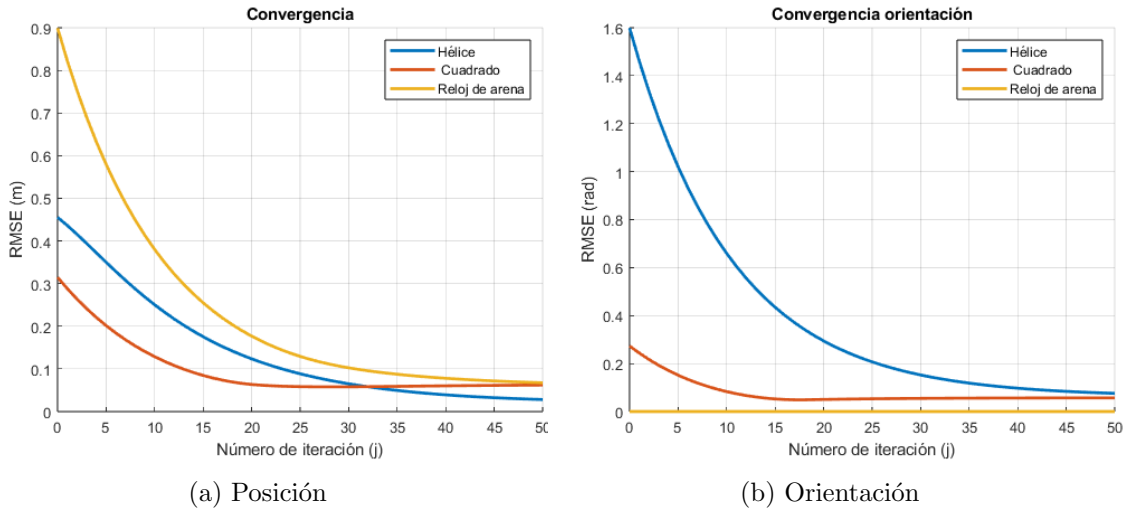 Convergencia
0.9
0.8
0.7
0.6
0.5
0.4
0.3
0.2
0.1
0
RMSE (m)
Hélice
Cuadrado
Reloj de arena
0 5 10 15 20 25 30 35 40 45 50
Número de iteración (j)
(a) Posición
Convergencia orientación
1.6
1.4
1.2
1
0.8
0.6
0.4
0.2
0
RMSE (rad)
Hélice
Cuadrado
Reloj de arena
0 5 10 15 20 25 30 35 40 45 50
Número de iteración (j)
(b) Orientación